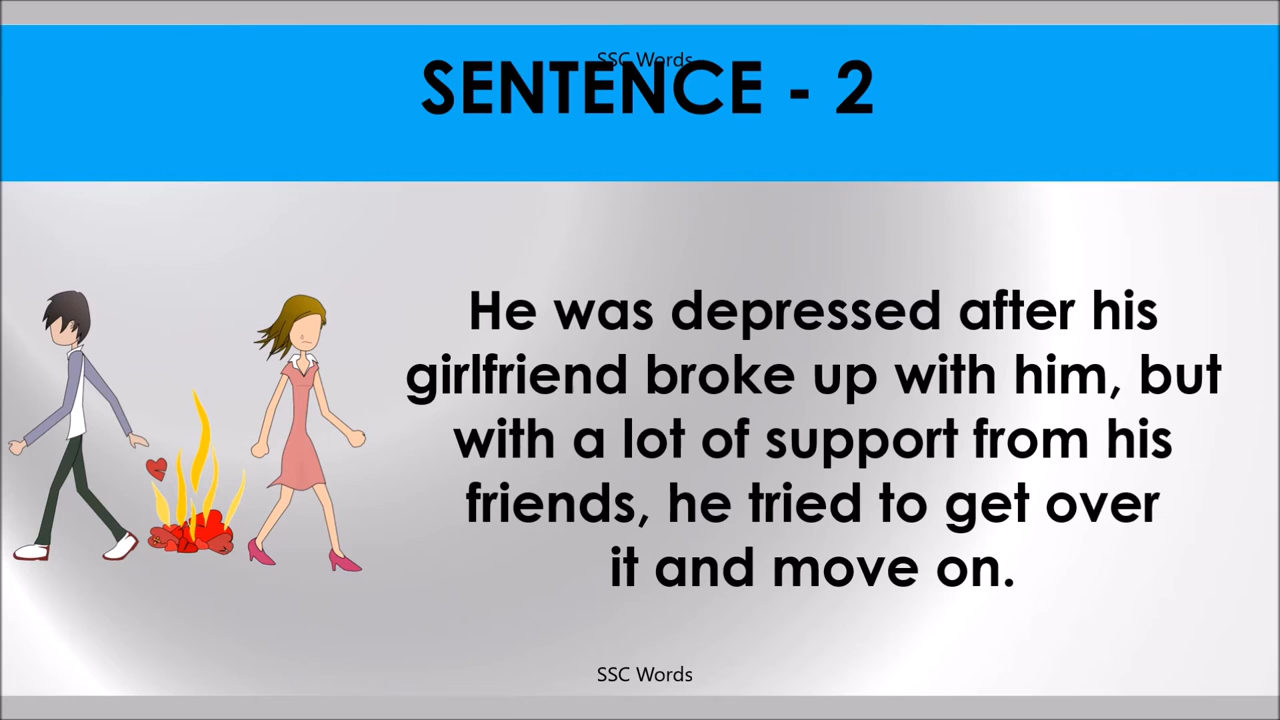 SSC Words
SENTENCE - 2
He was depressed after his
girlfriend broke up with him, but
with a lot of support from his
friends, he tried to get over
it and move on.
SSC Words